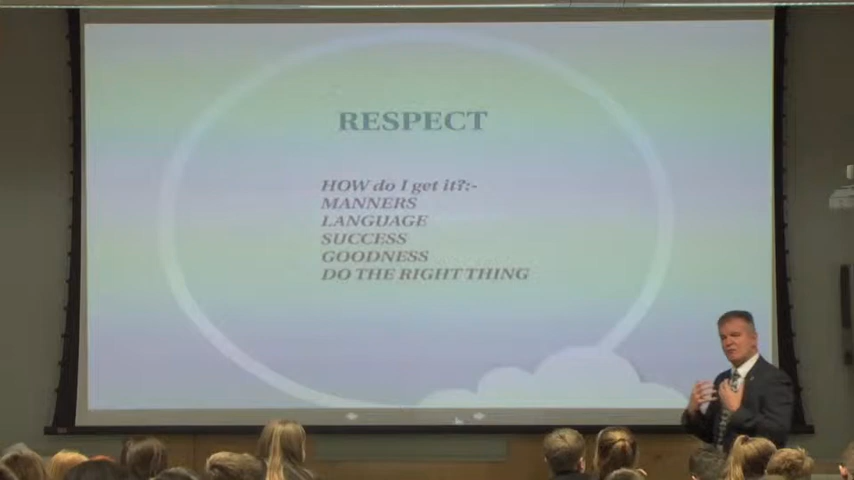 RESPECT
HOW do I get it?:-
MANNERS
LANGUAGE
SUCCESS
GOODNESS
DO THE RIGHT THING